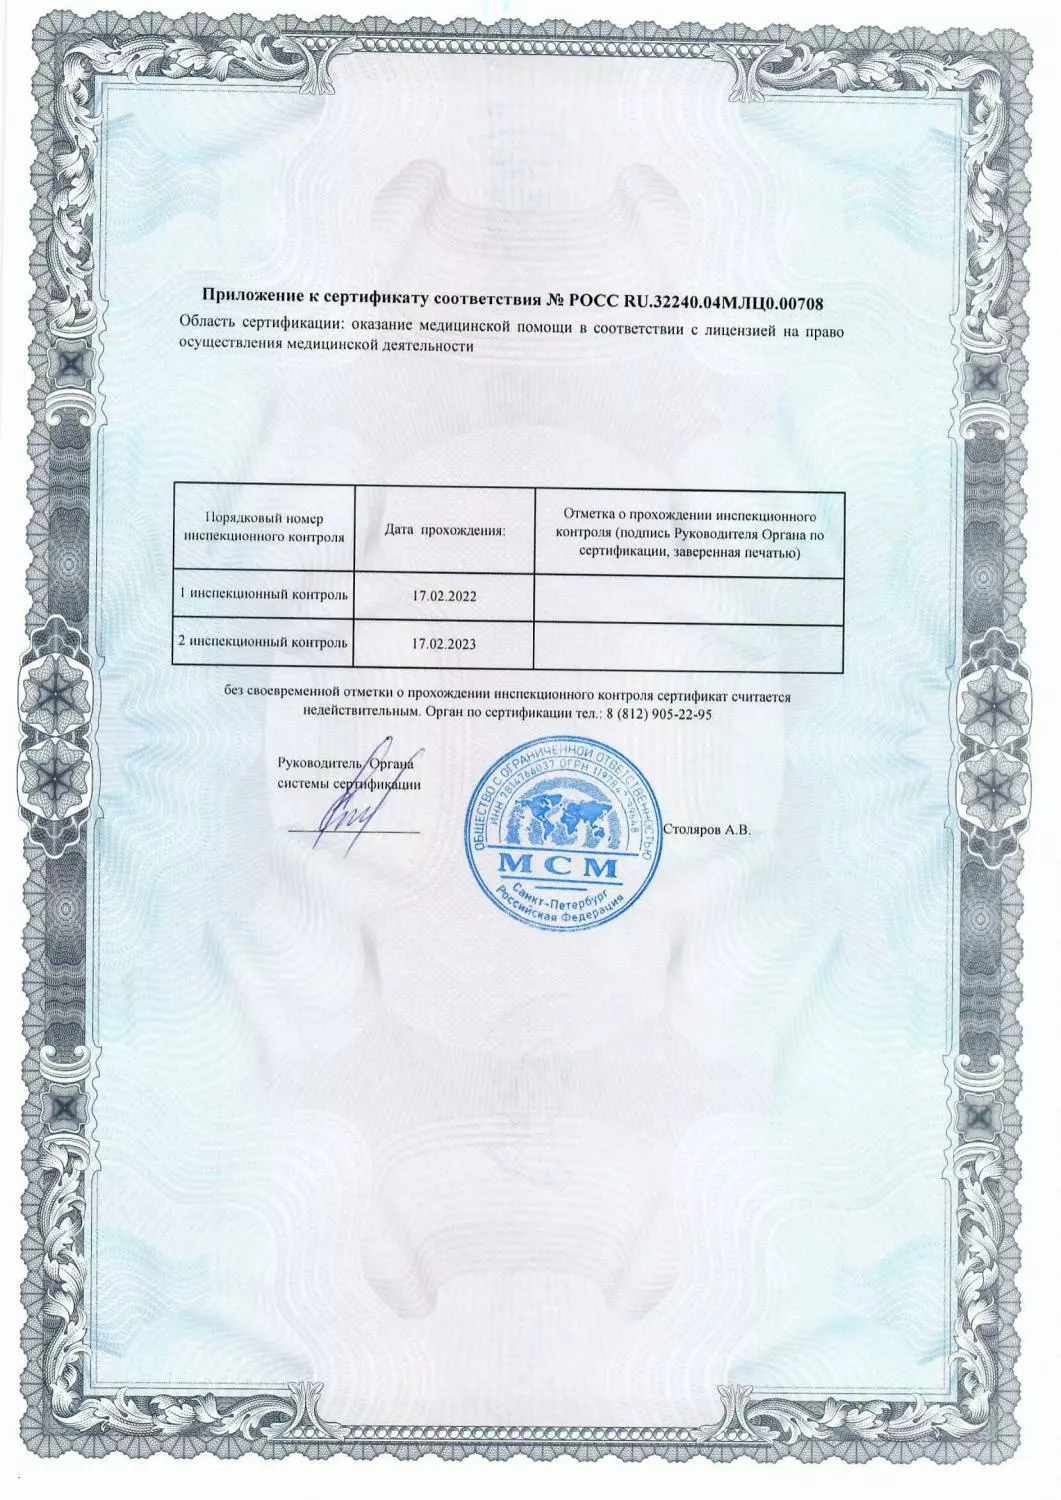 Приложение к сертификату соответствия № РОСС RU.32240.04МЛЦ0.00708
Область сертификации: оказание медицинской помощи в соответствии с лицензией на право
осуществления медицинской деятельности
Порядковый номер
инспекционного контроля
Дата прохождения:
Отметка о прохождении инспекционного
контроля (подпись Руководителя Органа по
сертификации, заверенная печатью)
1 инспекционный контроль
17.02.2022
2 инспекционный контроль
17.02.2023
без своевременной отметки о прохождении инспекционного контроля сертификат считается
недействительным. Орган по сертификации тел.: 8 (812) 905-22-95
Руководитель Органа
системы сертификации
ОБЩЕСТВО С ОГРАНИЧЕННОЙ ОТВЕТСТВЕННОСТЬЮ
ИНН 7814766037 ОГРН
МСМ
Санкт-Петербург
Российская Федерация
Столяров А.В.